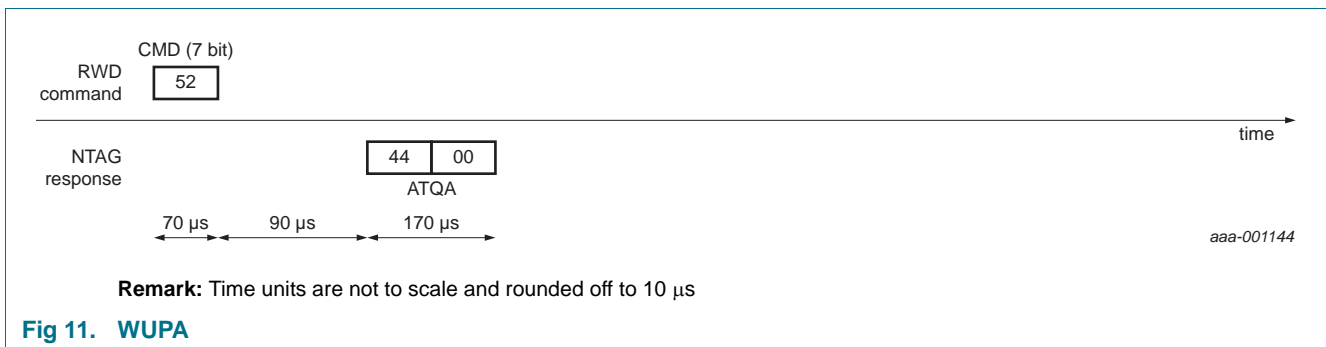 CMD (7 bit)
RWD
command
52
time
NTAG
response
44 00
ATQA
70 µs 90 µs 170 µs
aaa-001144
Remark: Time units are not to scale and rounded off to 10 µs
Fig 11. WUPA